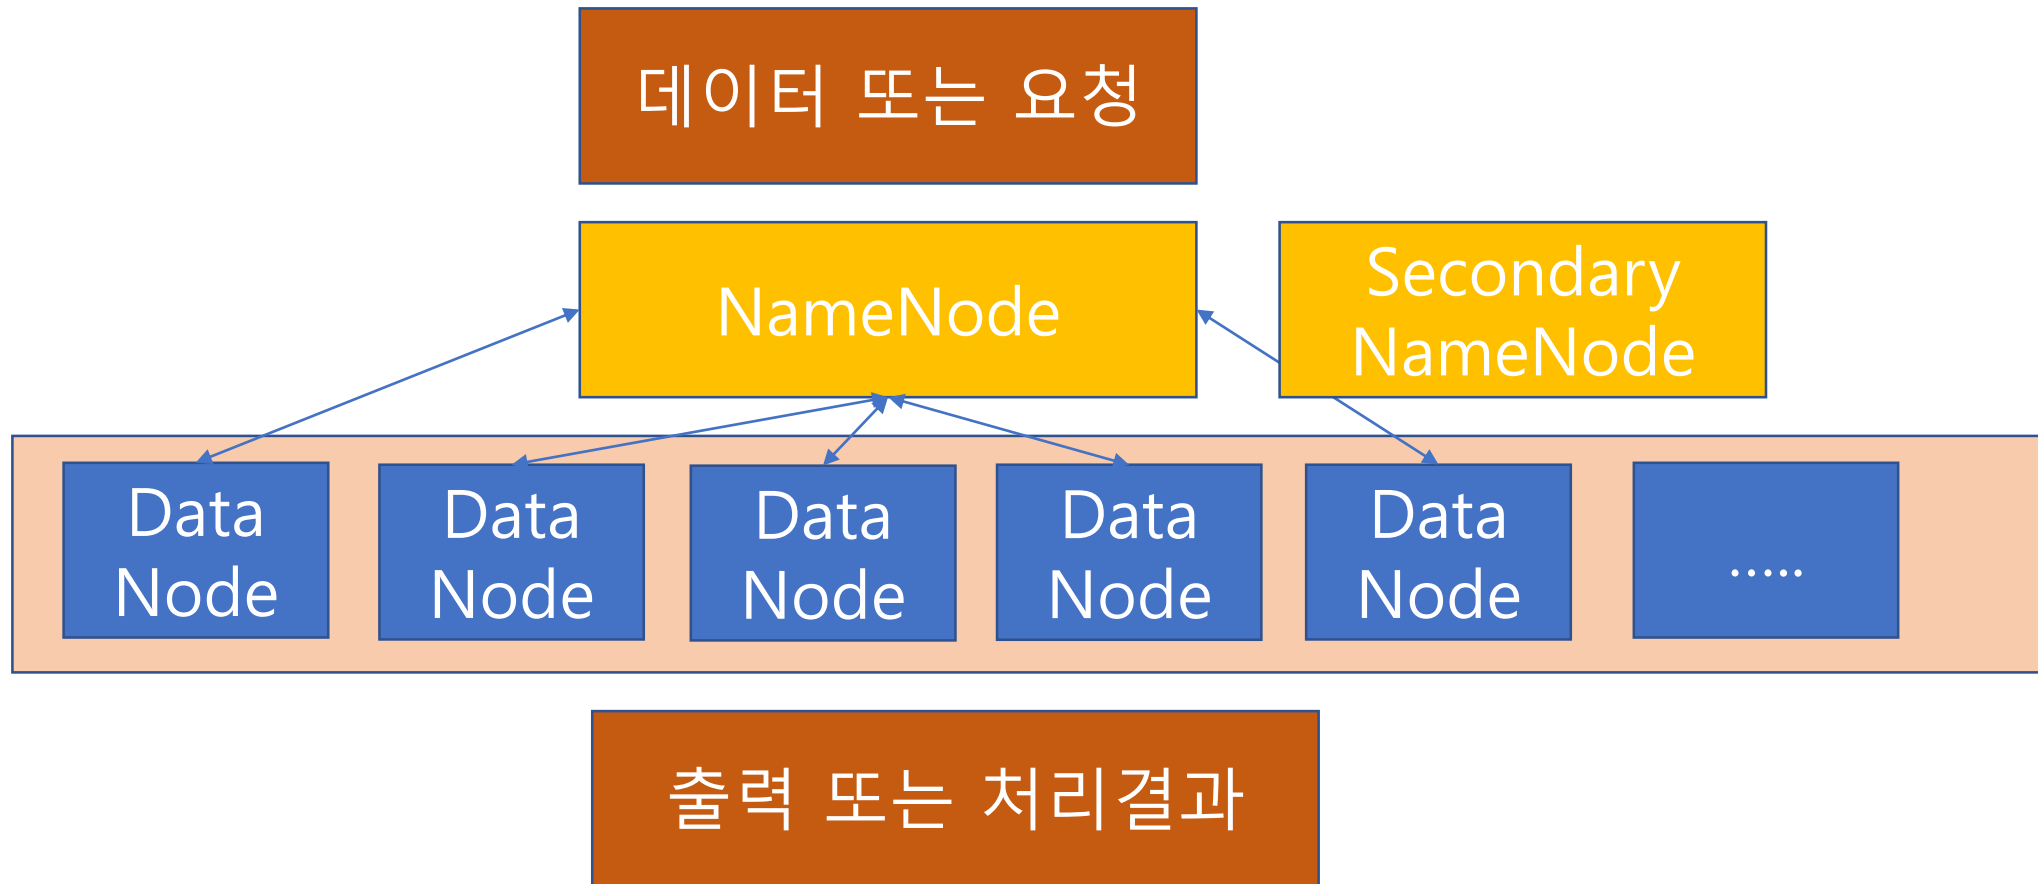 데이터 또는 요청
NameNode
Secondary
NameNode
Data
Node
Data
Node
Data
Node
Data
Node
Data
Node
.....
출력 또는 처리결과